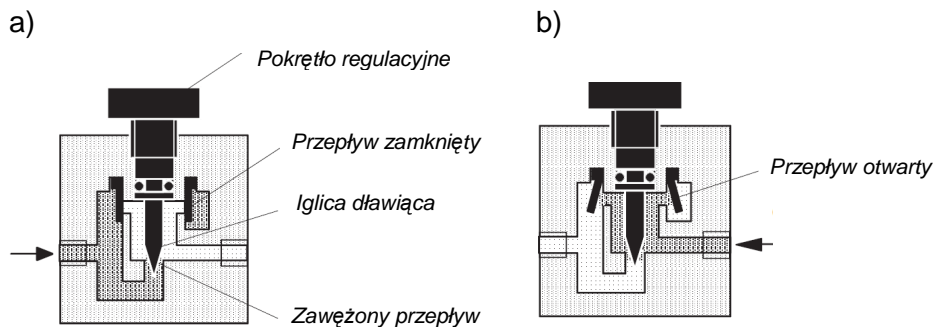 a)
b)
Pokrętło regulacyjne
Przepływ zamknięty
Przepływ otwarty
Iglica dławiąca
Zawężony przepływ